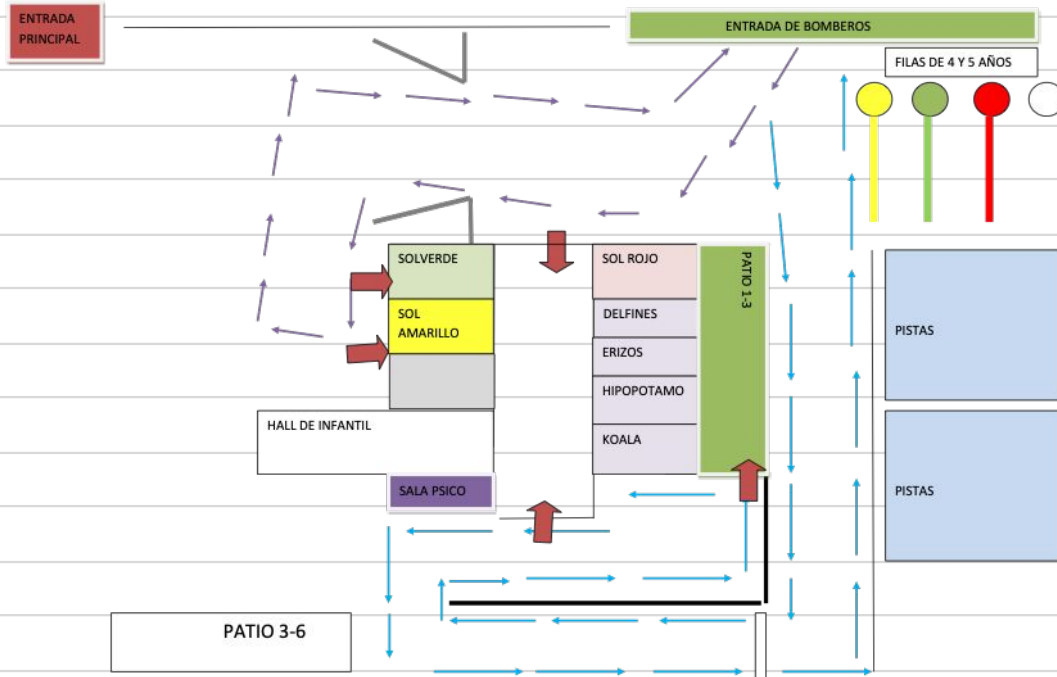 ENTRADA
PRINCIPAL
ENTRADA DE BOMBEROS
FILAS DE 4 Y 5 AÑOS
SOLVERDE
SOL ROJO
PATIO 1-3
SOL
AMARILLO
DELFINES
PISTAS
ERIZOS
HIPOPOTAMO
HALL DE INFANTIL
KOALA
SALA PSICO
PISTAS
PATIO 3-6